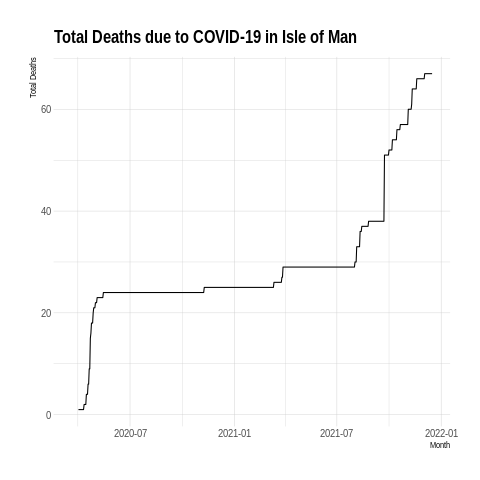 Total Deaths due to COVID-19 in Isle of Man
Total Deaths
60
40
20
0
2020-07 2021-01 2021-07 2022-01
Month